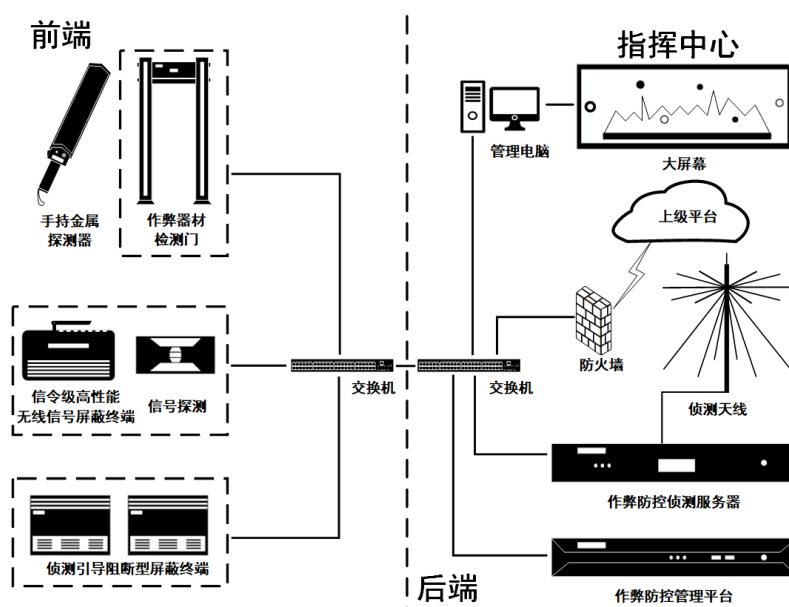 前端
手持金属
探测器
作弊器材
检测门
信令级高性能
无线信号屏蔽终端
信号探测
侦测引导阻断型屏蔽终端
交换机
指挥中心
管理电脑
大屏幕
上级平台
防火墙
侦测天线
交换机
作弊防控侦测服务器
作弊防控管理平台
后端